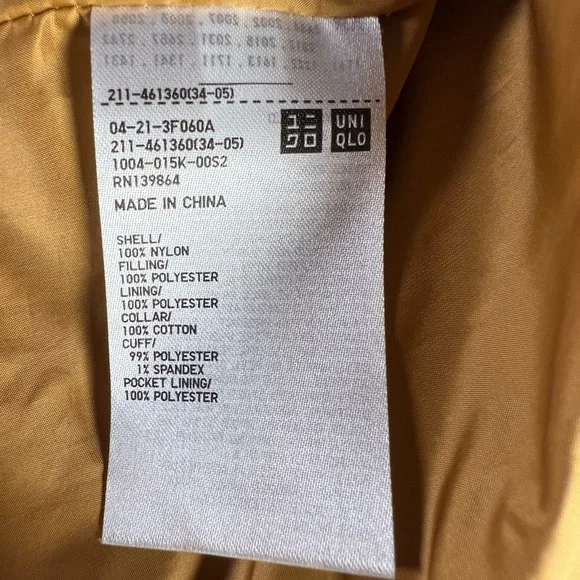 211-461360(34-05)
04-21-3F060A
211-461360(34-05)
1004-015K-00S2
RN139864
MADE IN CHINA
ユニ
クロ
UNI
QLO
SHELL/
100% NYLON
FILLING/
100% POLYESTER
LINING/
100% POLYESTER
COLLAR/
100% COTTON
CUFF/
99% POLYESTER
1% SPANDEX
POCKET LINING/
100% POLYESTER